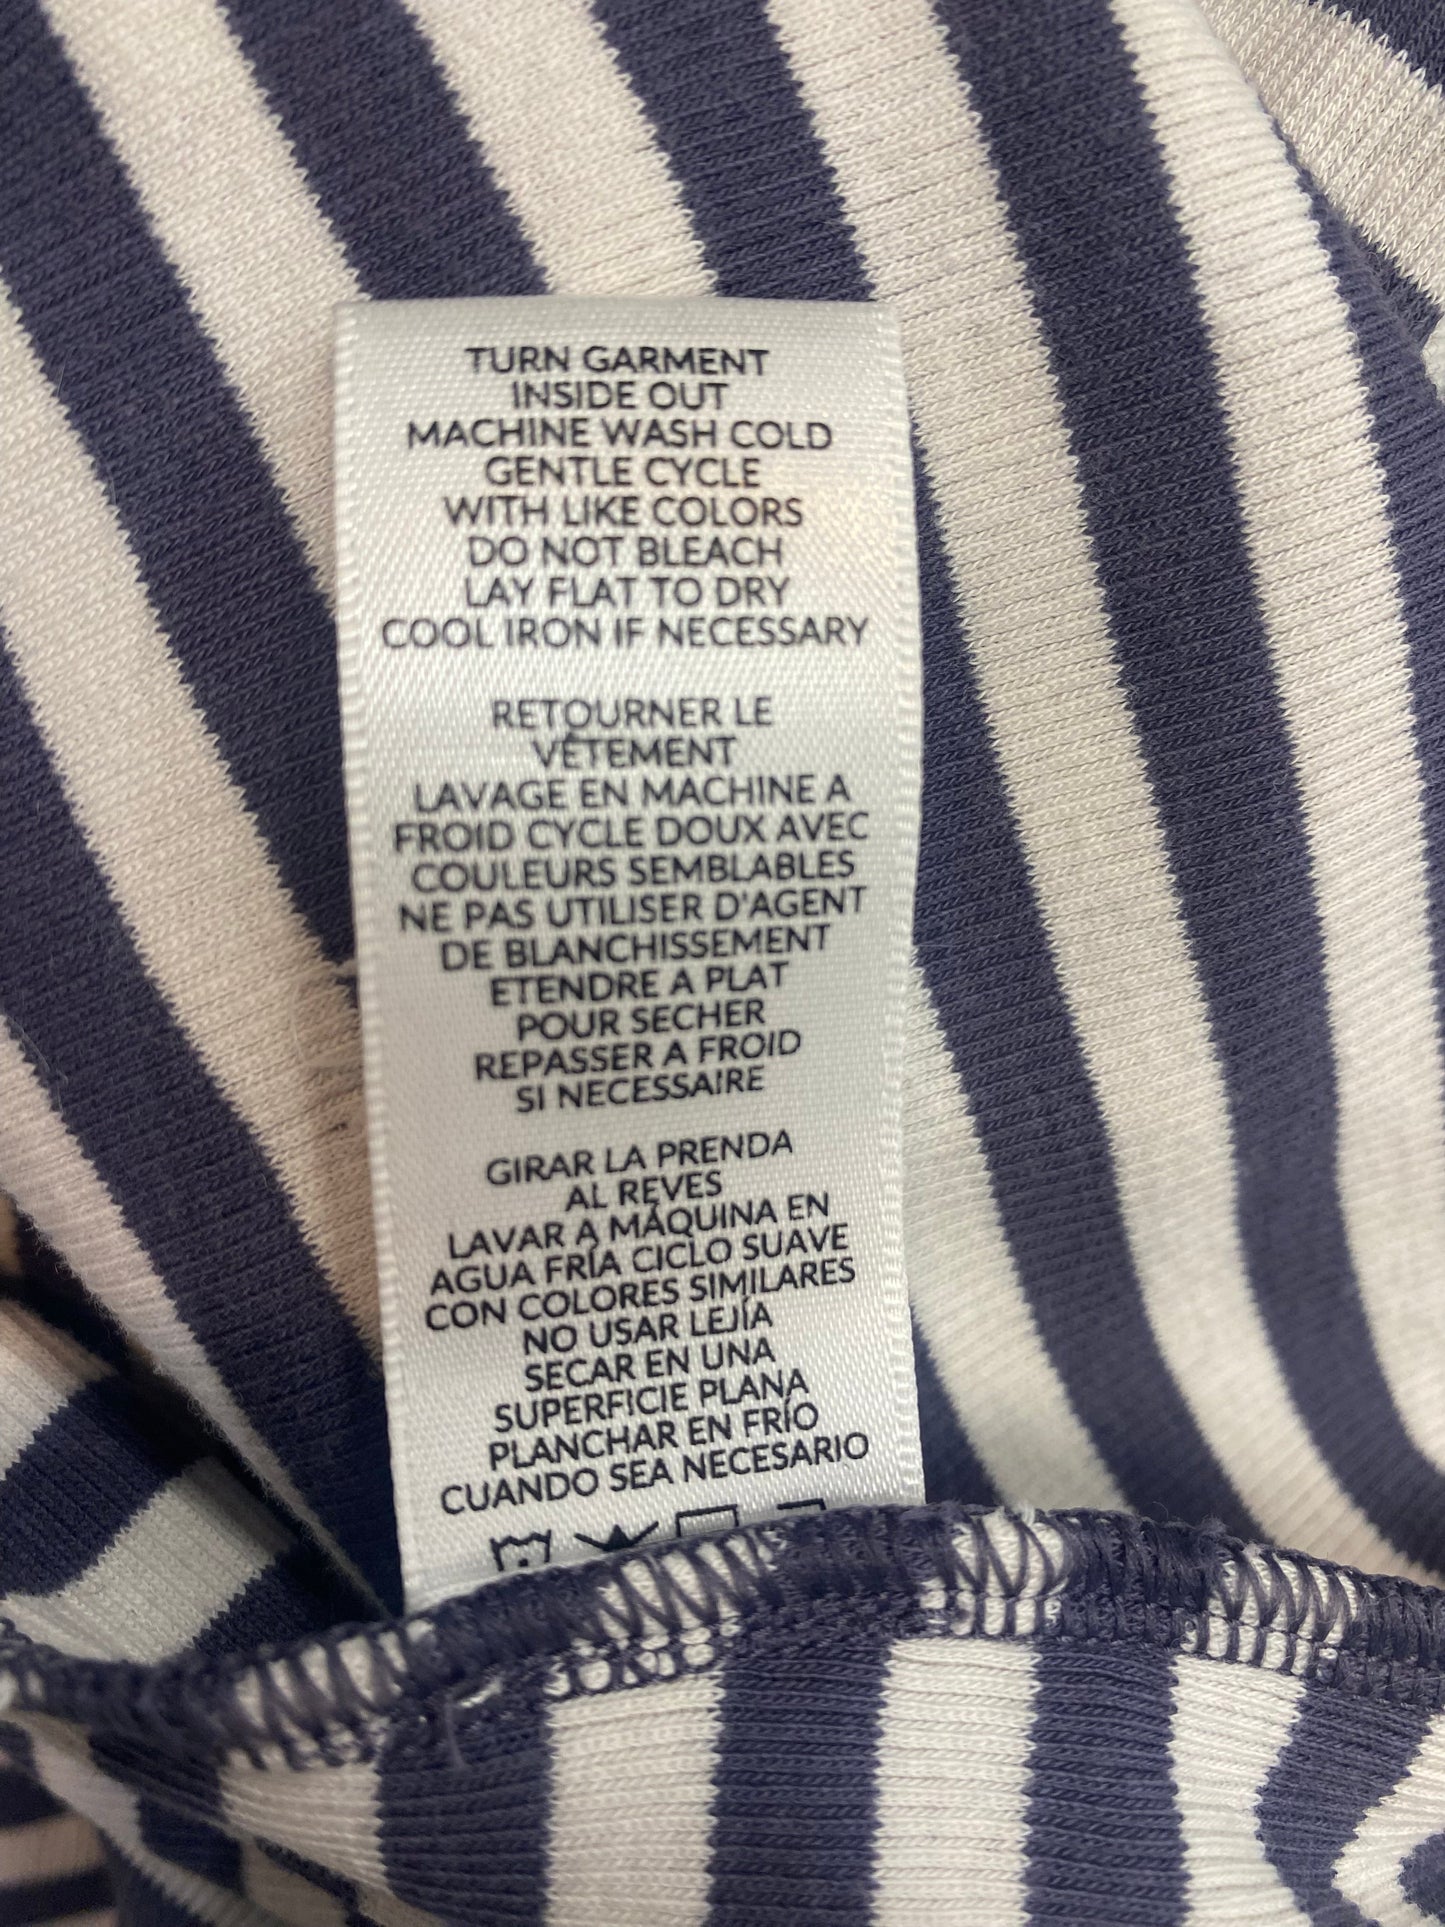 TURN GARMENT
INSIDE OUT
MACHINE WASH COLD
GENTLE CYCLE
WITH LIKE COLORS
DO NOT BLEACH
LAY FLAT TO DRY
COOL IRON IF NECESSARY
RETOURNER LE
VÊTEMENT
LAVAGE EN MACHINE A
FROID CYCLE DOUX AVEC
COULEURS SEMBLABLES
NE PAS UTILISER D'AGENT
DE BLANCHISSEMENT
ETENDRE A PLAT
POUR SECHER
REPASSER A FROID
SI NECESSAIRE
GIRAR LA PRENDA
AL REVES
LAVAR A MÁQUINA EN
AGUA FRÍA CICLO SUAVE
CON COLORES SIMILARES
NO USAR LEJÍA
SECAR EN UNA
SUPERFICIE PLANA
PLANCHAR EN FRÍO
CUANDO SEA NECESARIO